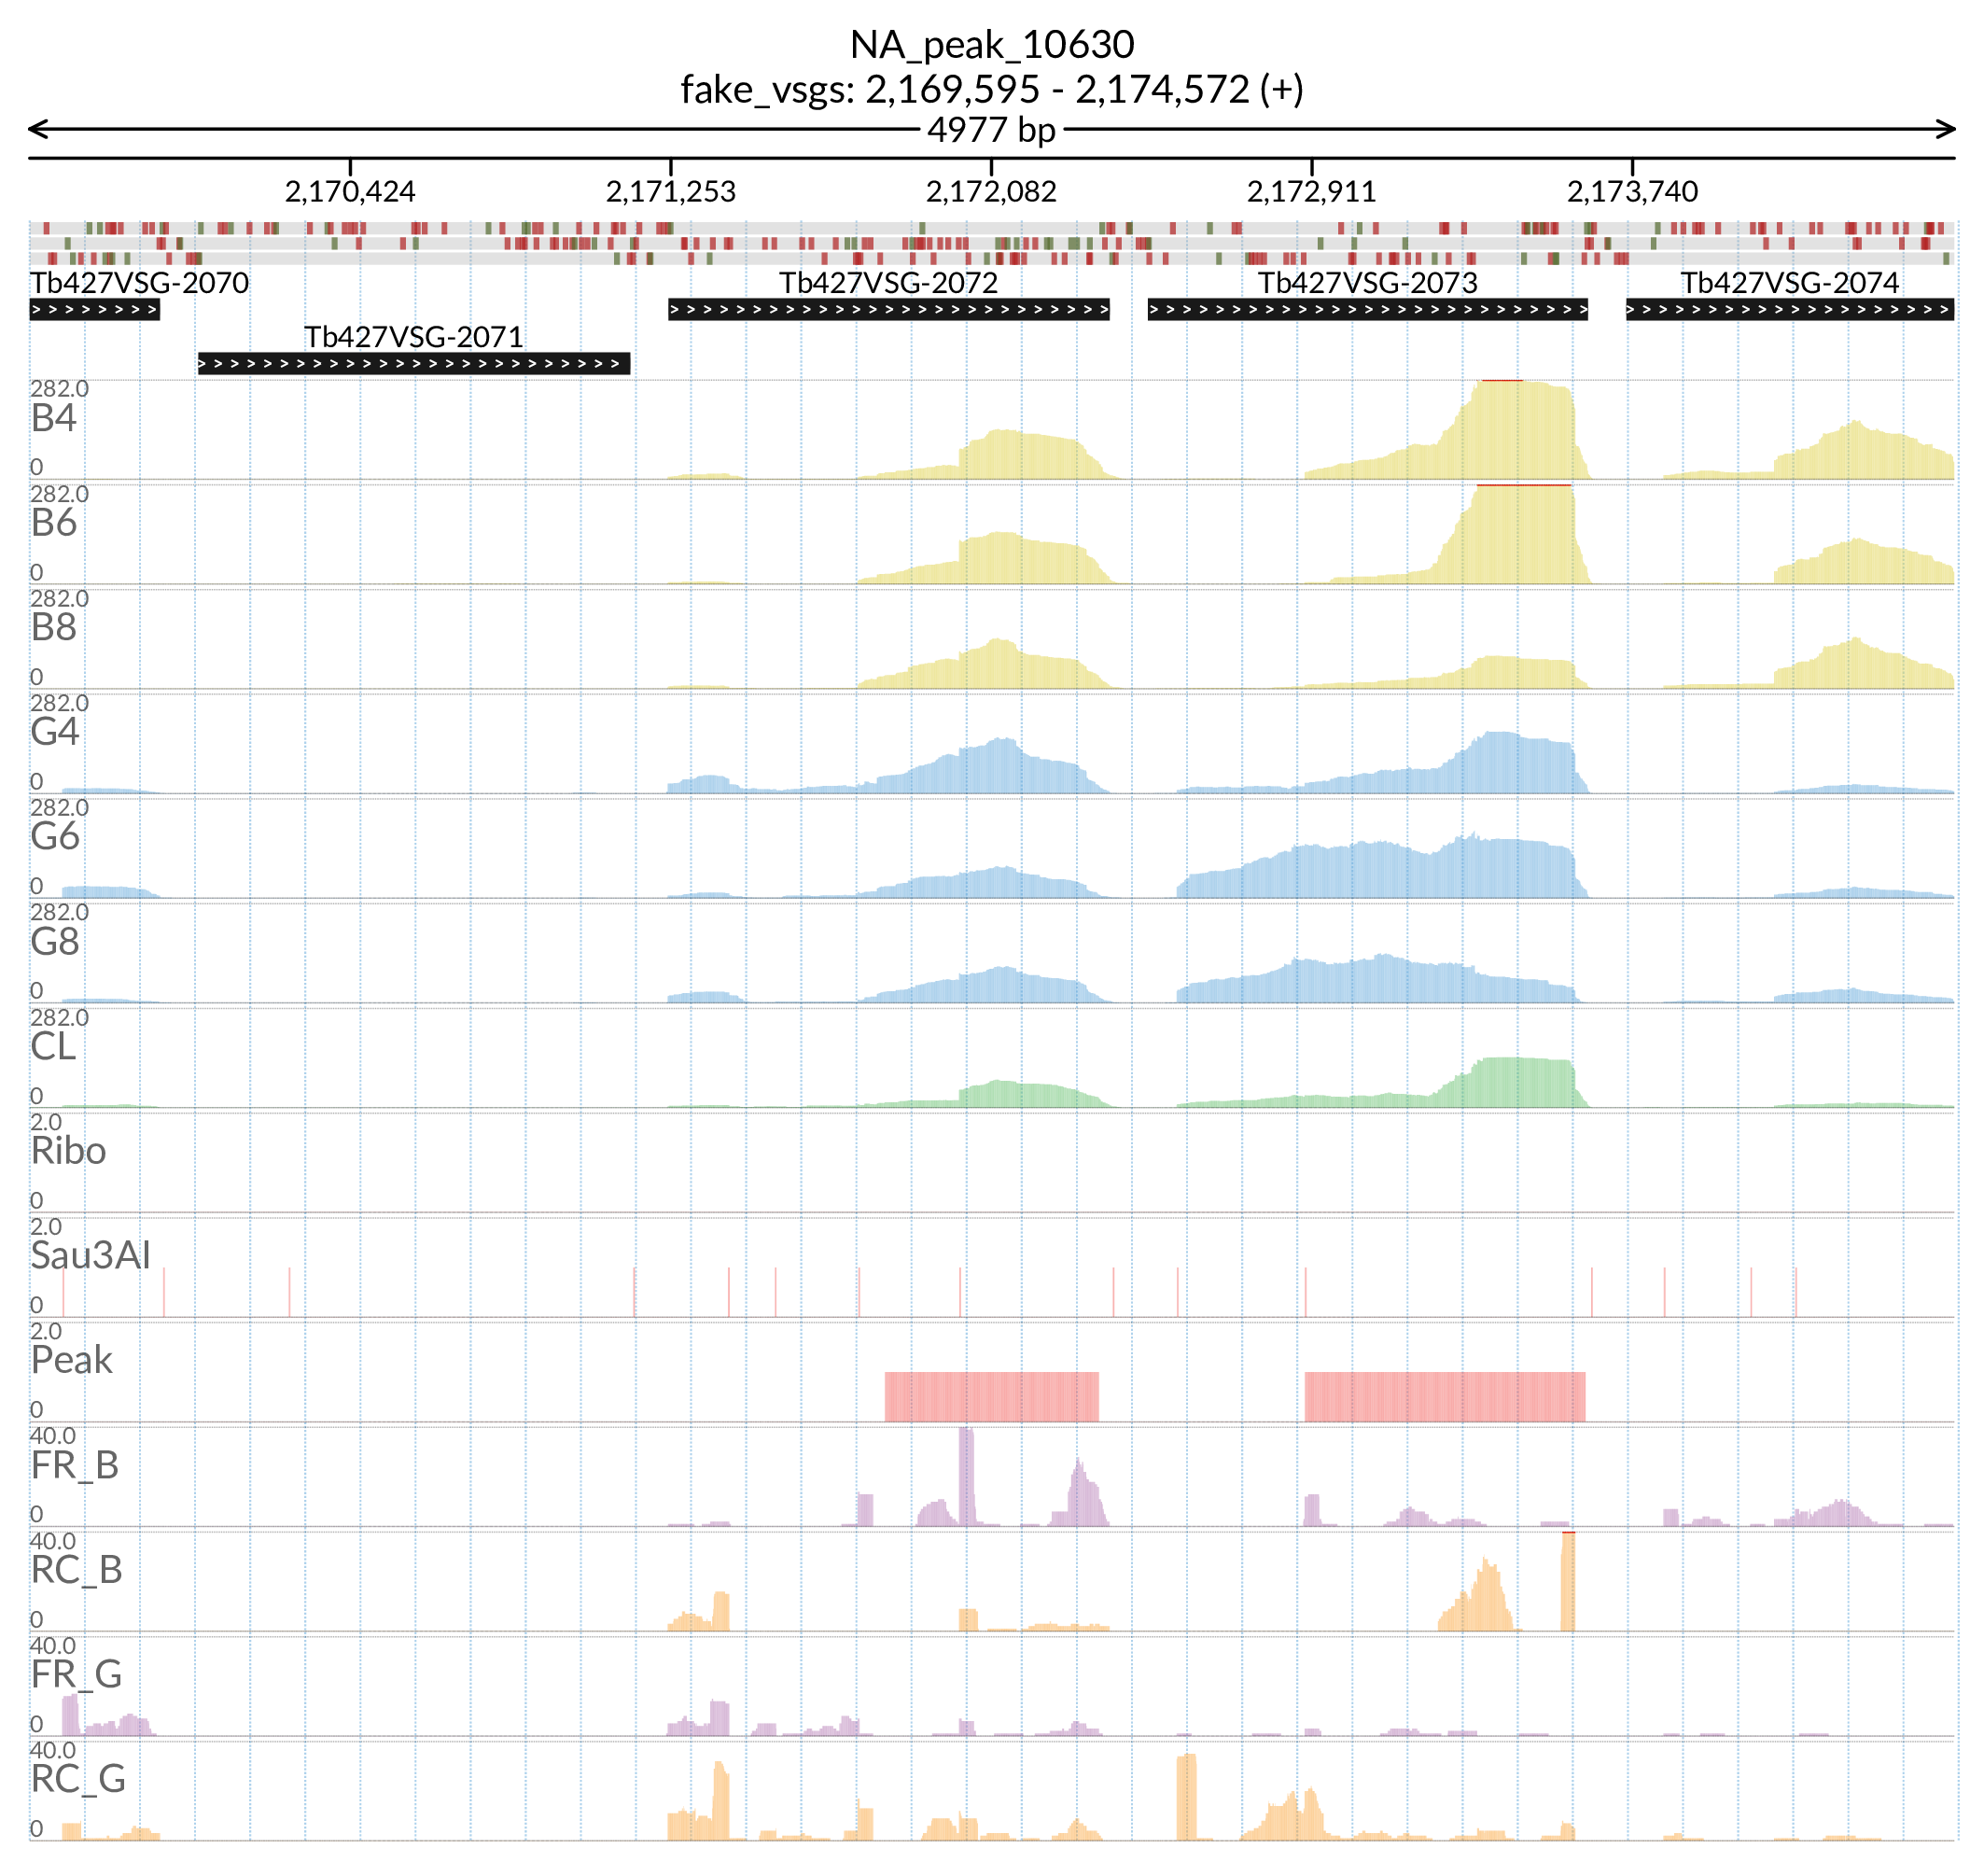 NA_peak_10630
fake_vsgs: 2,169,595 - 2,174,572 (+)
4977 bp
2,170,424 2,171,253 2,172,082 2,172,911 2,173,740
Tb427VSG-2070 Tb427VSG-2072 Tb427VSG-2073 Tb427VSG-2074
Tb427VSG-2071
282.0
B4
0
282.0
B6
0
282.0
B8
0
282.0
G4
0
282.0
G6
0
282.0
G8
0
282.0
CL
0
2.0
Ribo
0
2.0
Sau3AI
0
2.0
Peak
0
40.0
FR_B
0
40.0
RC_B
0
40.0
FR_G
0
40.0
RC_G
0